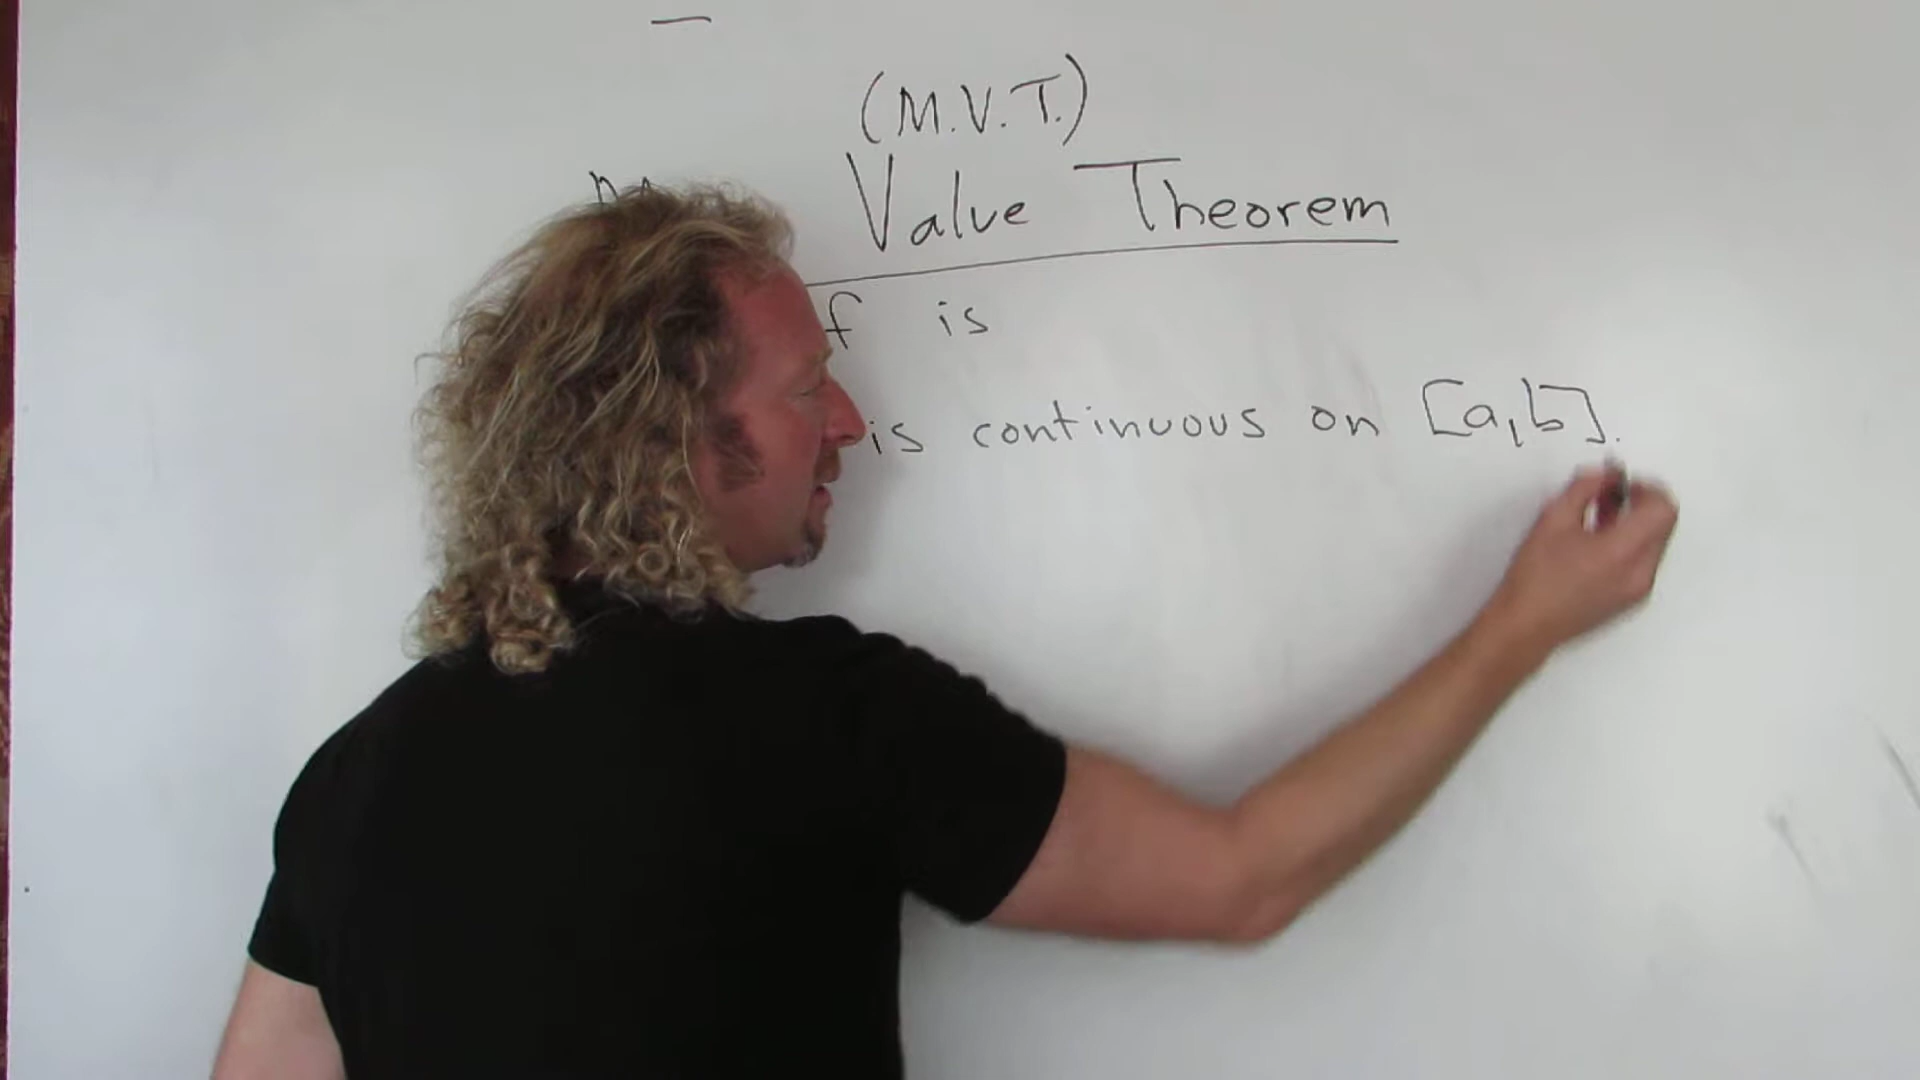 (M.V.T.)
Value Theorem
f is
is continuous on [a,b].